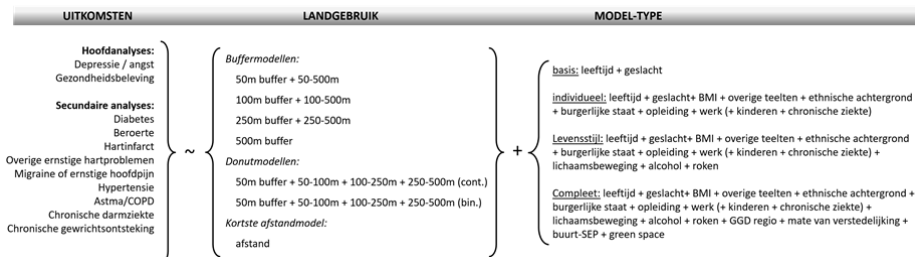 UITKOMSTEN
LANDGEBRUIK
MODEL-TYPE
Hoofdanalyses:
Depressie / angst
Gezondheidsbeleving
Secundaire analyses:
Diabetes
Beroerte
Hartinfarct
Overige ernstige hartproblemen
Migraine of ernstige hoofdpijn
Hypertensie
Astma/COPD
Chronische darmziekte
Chronische gewrichtsontsteking
~
Buffermodellen:
50m buffer + 50-500m
100m buffer + 100-500m
250m buffer + 250-500m
500m buffer
Donutmodellen:
50m buffer + 50-100m + 100-250m + 250-500m (cont.)
50m buffer + 50-100m + 100-250m + 250-500m (bin.)
Kortste afstandmodel:
afstand
+
basis: leeftijd + geslacht
individueel: leeftijd + geslacht+ BMI + overige teelten + ethnische achtergrond
+ burgerlijke staat + opleiding + werk (+ kinderen + chronische ziekte)
Levensstijl: leeftijd + geslacht+ BMI + overige teelten + ethnische achtergrond
+ burgerlijke staat + opleiding + werk (+ kinderen + chronische ziekte) +
lichaamsbeweging + alcohol + roken
Compleet: leeftijd + geslacht+ BMI + overige teelten + ethnische achtergrond +
burgerlijke staat + opleiding + werk (+ kinderen + chronische ziekte) +
lichaamsbeweging + alcohol + roken + GGD regio + mate van verstedelijking +
buurt-SEP + green space